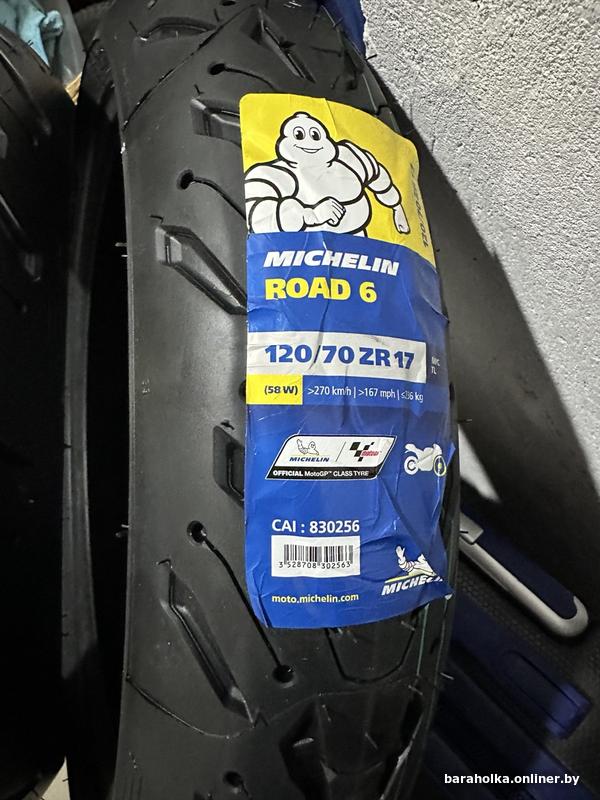 MICHELIN
ROAD 6
120/70 ZR 17
M/C
TL
(58 W)
>270 km/h | >167 mph | ≤236 kg
MICHELIN
MotoGP
OFFICIAL MotoGP™ CLASS TYRE
CAI : 830256
3 528708 302563
MICHELIN
moto.michelin.com
baraholka.onliner.by